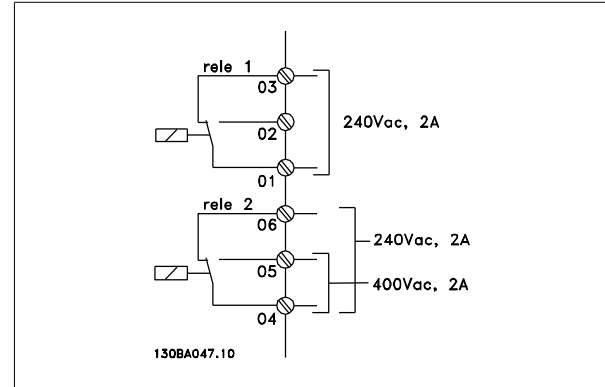 rele 1
03
02
240Vac, 2A
01
rele 2
06
240Vac, 2A
05
400Vac, 2A
04
130BA047.10